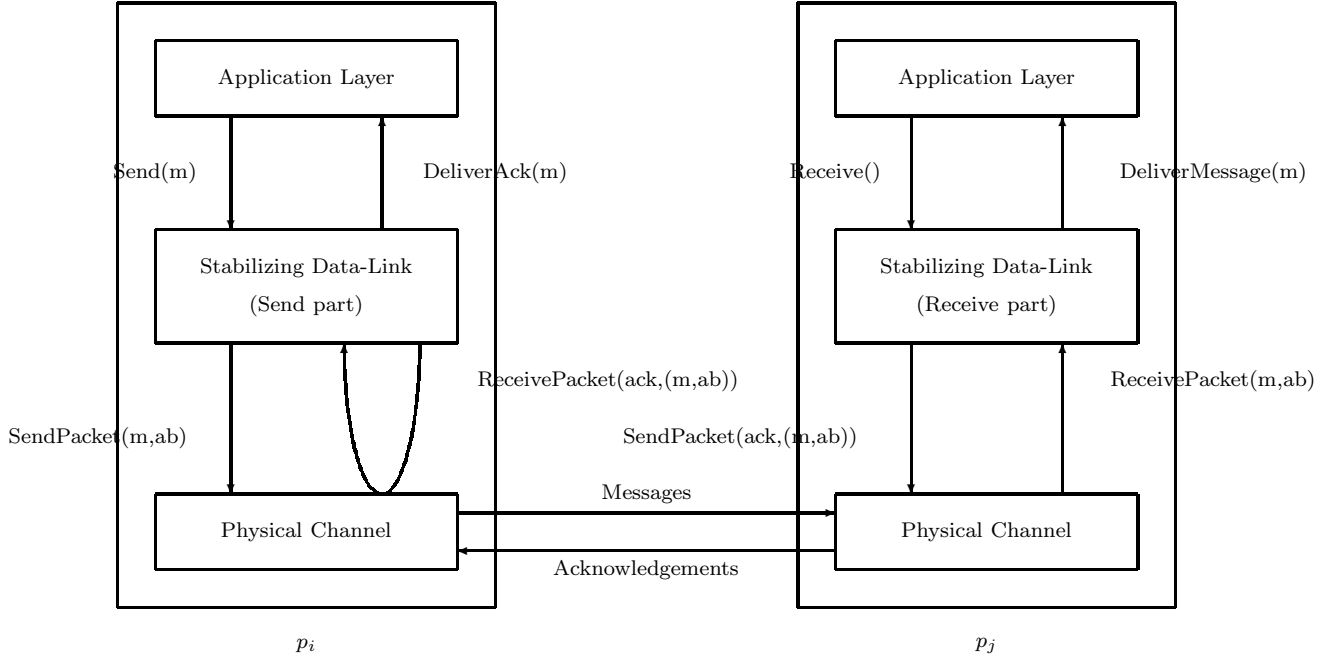 Application Layer
Application Layer
Send(m)
DeliverAck(m)
Receive()
DeliverMessage(m)
Stabilizing Data-Link
(Send part)
Stabilizing Data-Link
(Receive part)
ReceivePacket(ack,(m,ab))
ReceivePacket(m,ab)
SendPacket(m,ab)
SendPacket(ack,(m,ab))
Messages
Physical Channel
Physical Channel
Acknowledgements
p_i
p_j